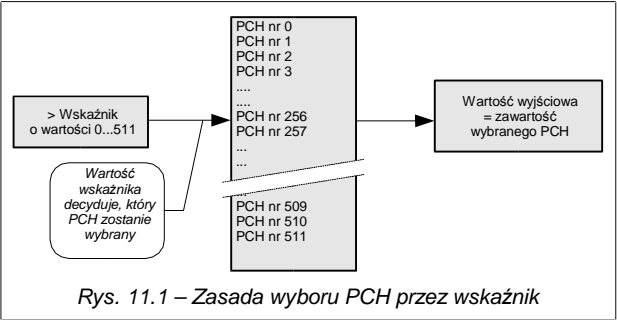 > Wskaźnik
o wartości 0...511
Wartość
wskaźnika
decyduje, który
PCH zostanie
wybrany
PCH nr 0
PCH nr 1
PCH nr 2
PCH nr 3
....
....
PCH nr 256
PCH nr 257
...
...
...
PCH nr 509
PCH nr 510
PCH nr 511
Wartość wyjściowa
= zawartość
wybranego PCH
Rys. 11.1 – Zasada wyboru PCH przez wskaźnik